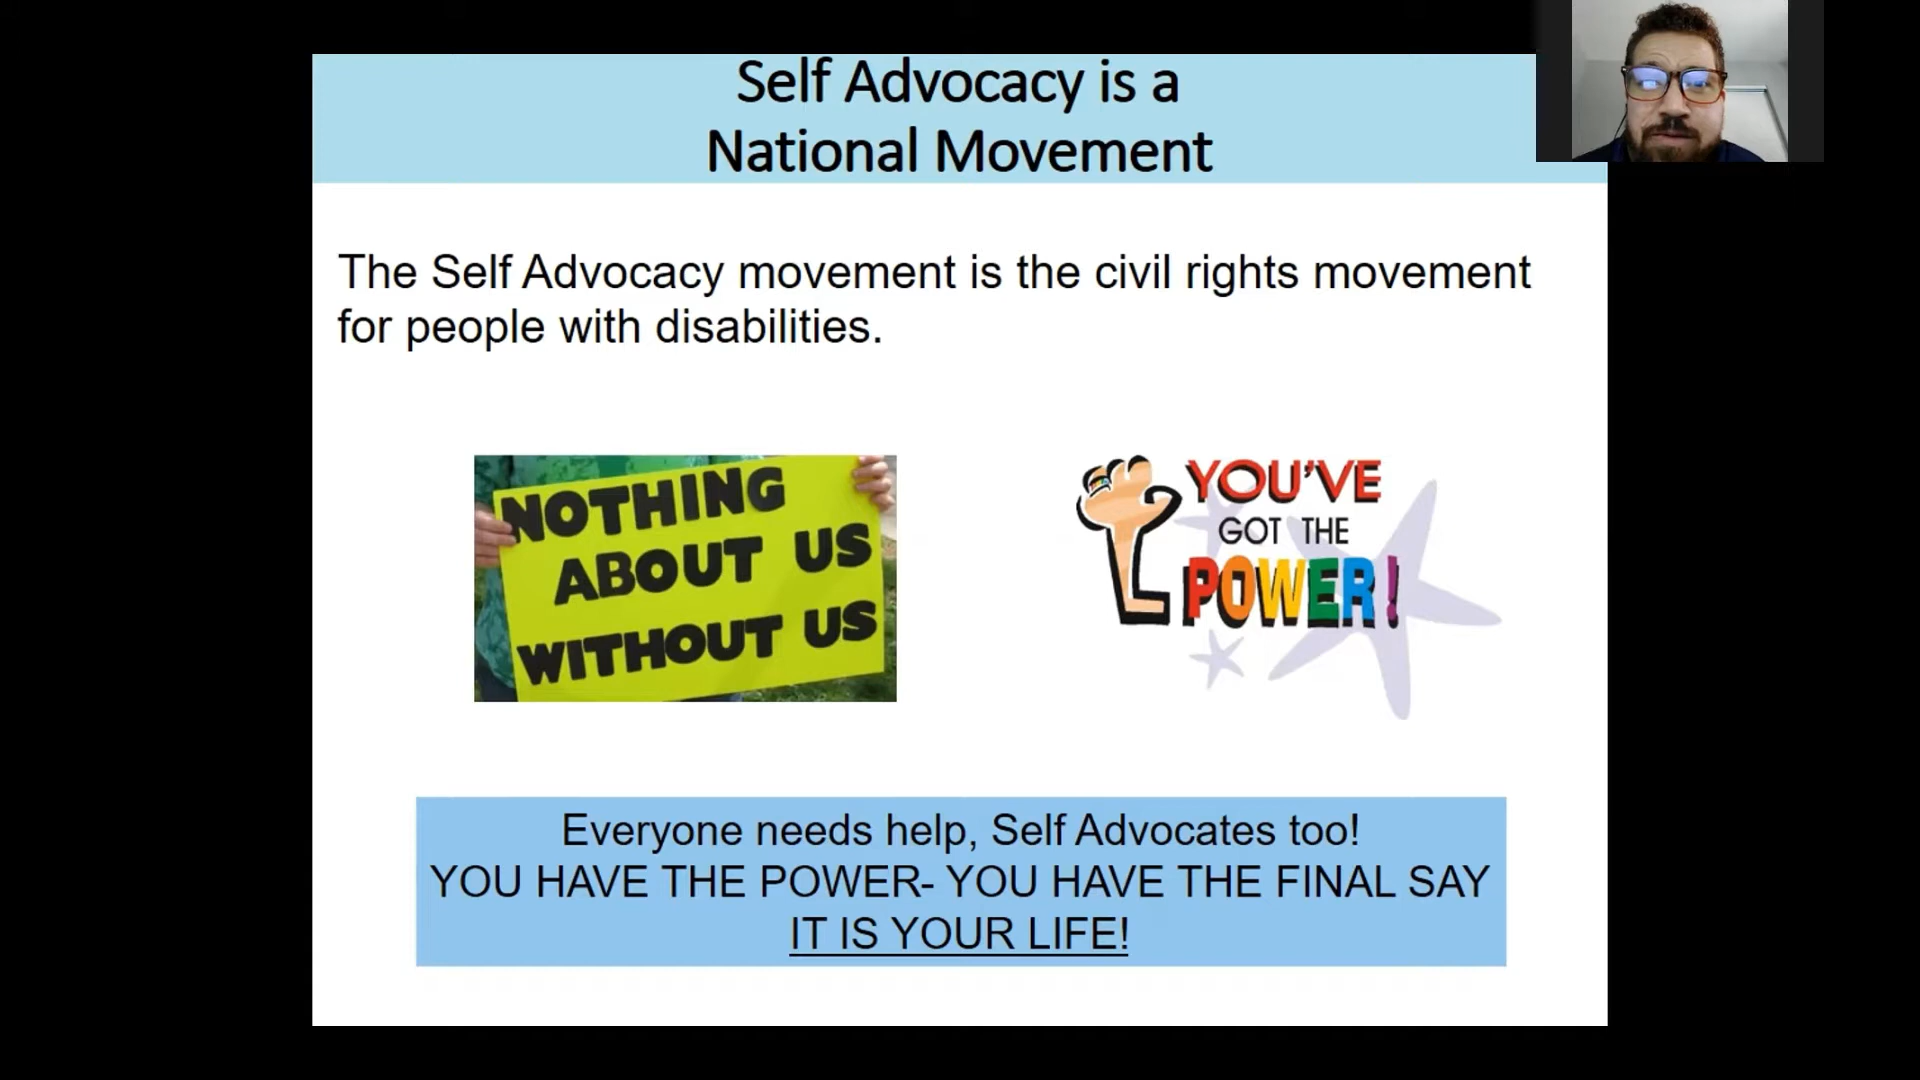 Self Advocacy is a
National Movement
The Self Advocacy movement is the civil rights movement
for people with disabilities.
NOTHING
ABOUT US
WITHOUT US
YOU'VE
GOT THE
POWER!
Everyone needs help, Self Advocates too!
YOU HAVE THE POWER- YOU HAVE THE FINAL SAY
IT IS YOUR LIFE!